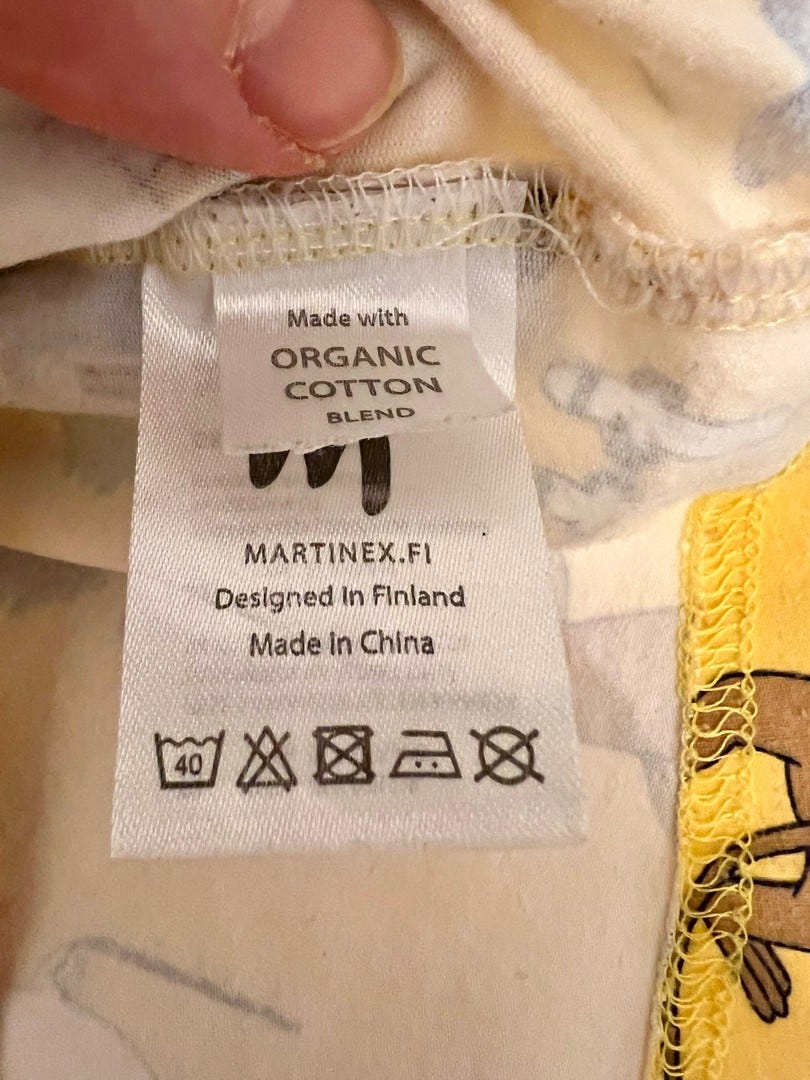 Made with
ORGANIC
COTTON
BLEND
MARTINEX.FI
Designed in Finland
Made in China
40